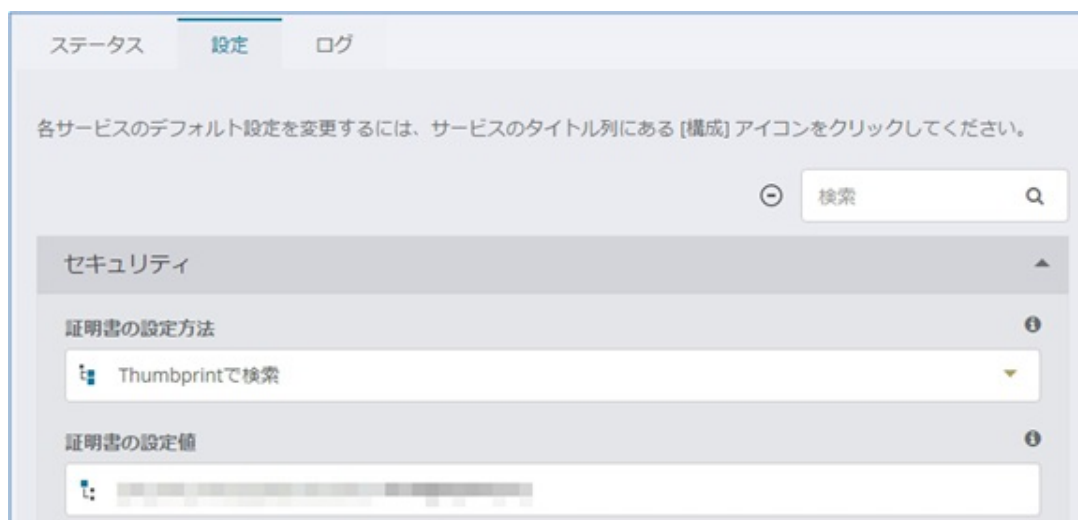 ステータス 設定 ログ
各サービスのデフォルト設定を変更するには、サービスのタイトル列にある [構成] アイコンをクリックしてください。
検索
セキュリティ
証明書の設定方法
Thumbprintで検索
証明書の設定値